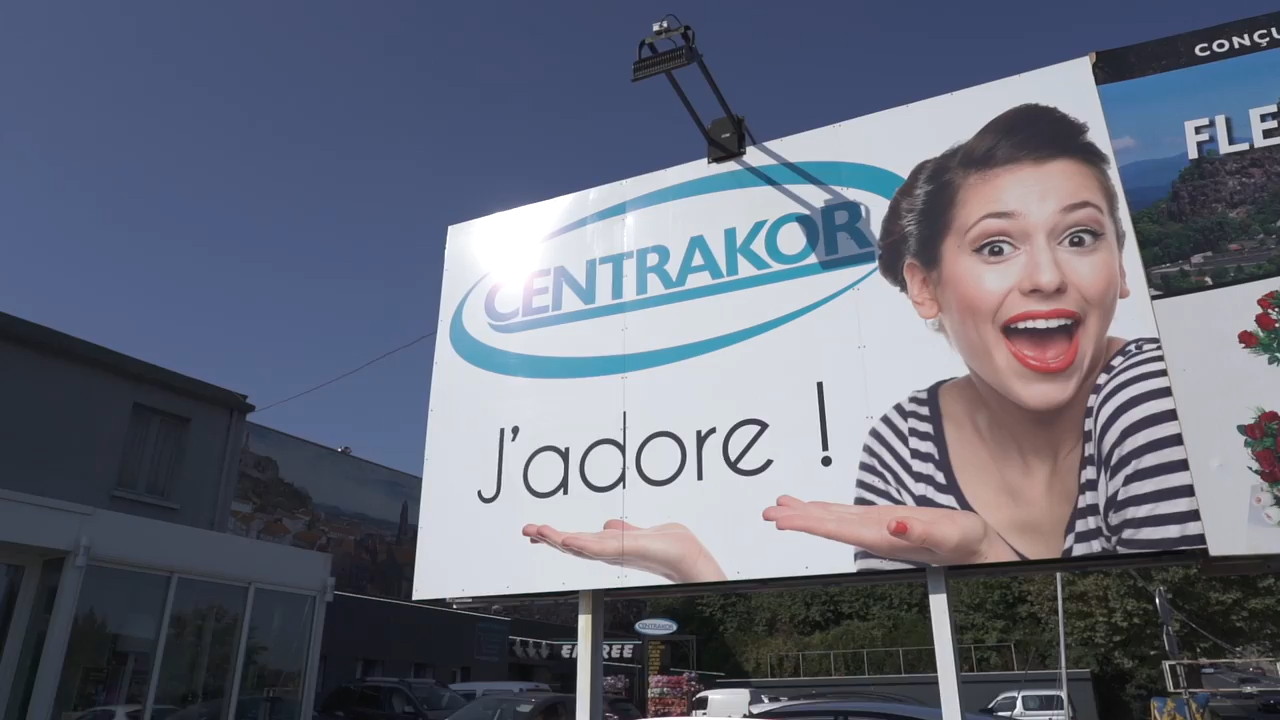 CONÇU
FLE
CENTRAKOR
J'adore !
CENTRAKOR
ENTREE